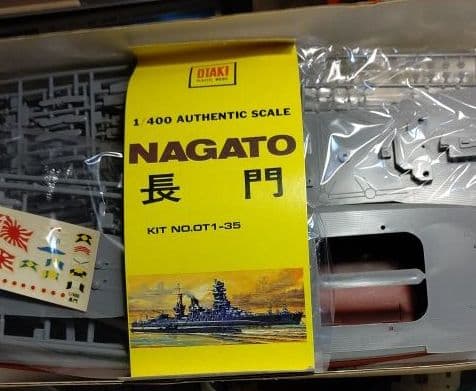 OTAKI
1/400 AUTHENTIC SCALE
NAGATO
長 門
KIT NO.OT1-35